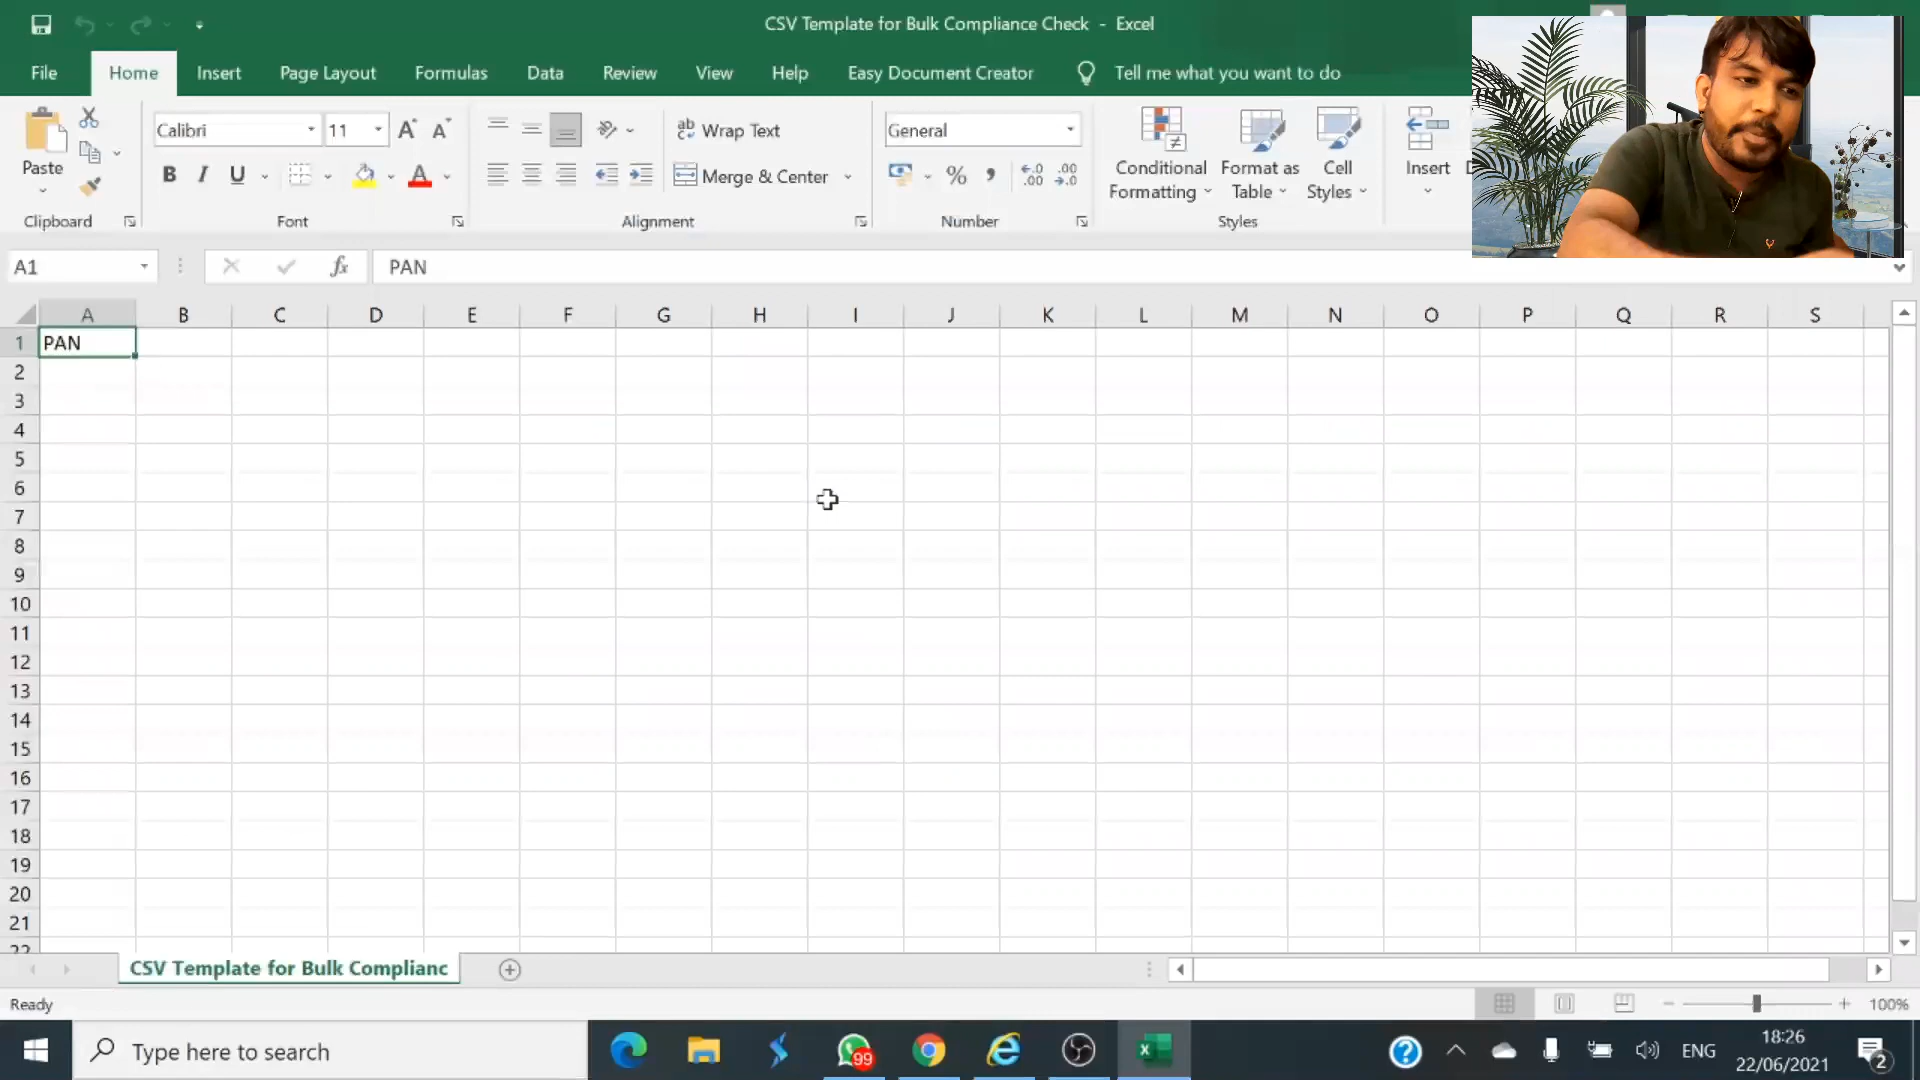 CSV Template for Bulk Compliance Check - Excel
File Home Insert Page Layout Formulas Data Review View Help Easy Document Creator Tell me what you want to do
Calibri 11 Wrap Text General
Paste Merge & Center Conditional Formatting Format as Table Cell Styles Insert
Clipboard Font Alignment Number Styles
A1 fx PAN
A B C D E F G H I J K L M N O P Q R S
1 PAN
2
3
4
5
6
7
8
9
10
11
12
13
14
15
16
17
18
19
20
21
22
CSV Template for Bulk Complianc
Ready 100%
Type here to search 99 ENG 18:26
22/06/2021 2